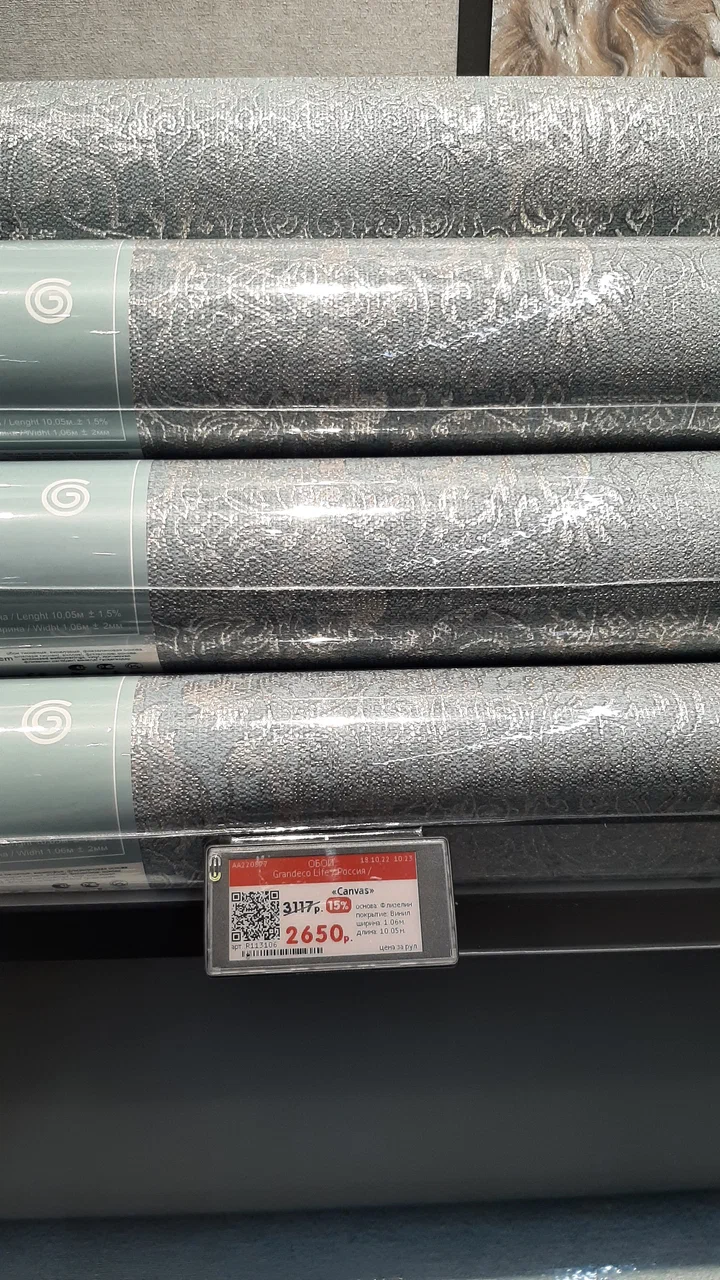 / Lenght 10,05м ± 1.5%
/ Widht 1,06м ± 2мм
на / Lenght 10,05м ± 1.5%
рина / Widht 1,06м ± 2мм
/ Widht 1,06м ± 2мм
18.10.22 10:23
ОБОИ
Grandeco Life / Россия /
«Canvas»
3117р. 15%
2650р.
основа: Флизелин
покрытие: Винил
ширина: 1.06м.
длина: 10.05м.
арт. R113106
Цена за рул.